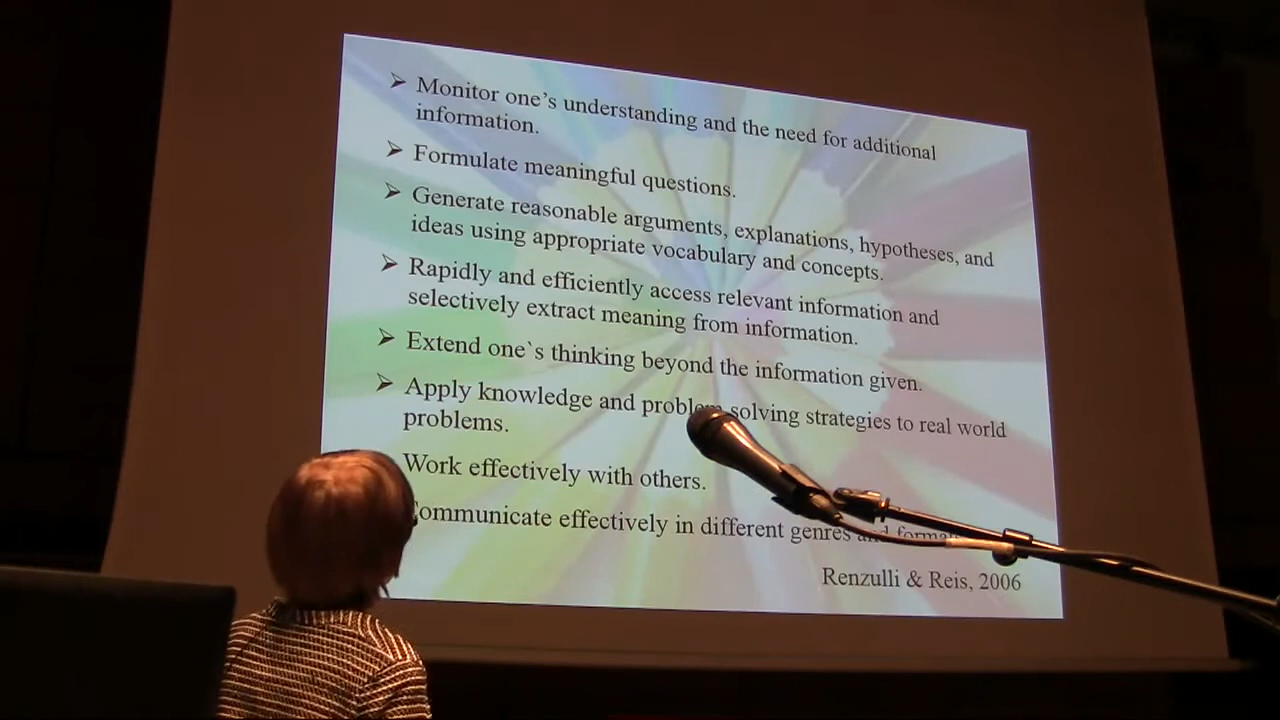 ➢ Monitor one’s understanding and the need for additional
information.
➢ Formulate meaningful questions.
➢ Generate reasonable arguments, explanations, hypotheses, and
ideas using appropriate vocabulary and concepts.
➢ Rapidly and efficiently access relevant information and
selectively extract meaning from information.
➢ Extend one`s thinking beyond the information given.
➢ Apply knowledge and problem solving strategies to real world
problems.
Work effectively with others.
Communicate effectively in different genres and
Renzulli & Reis, 2006